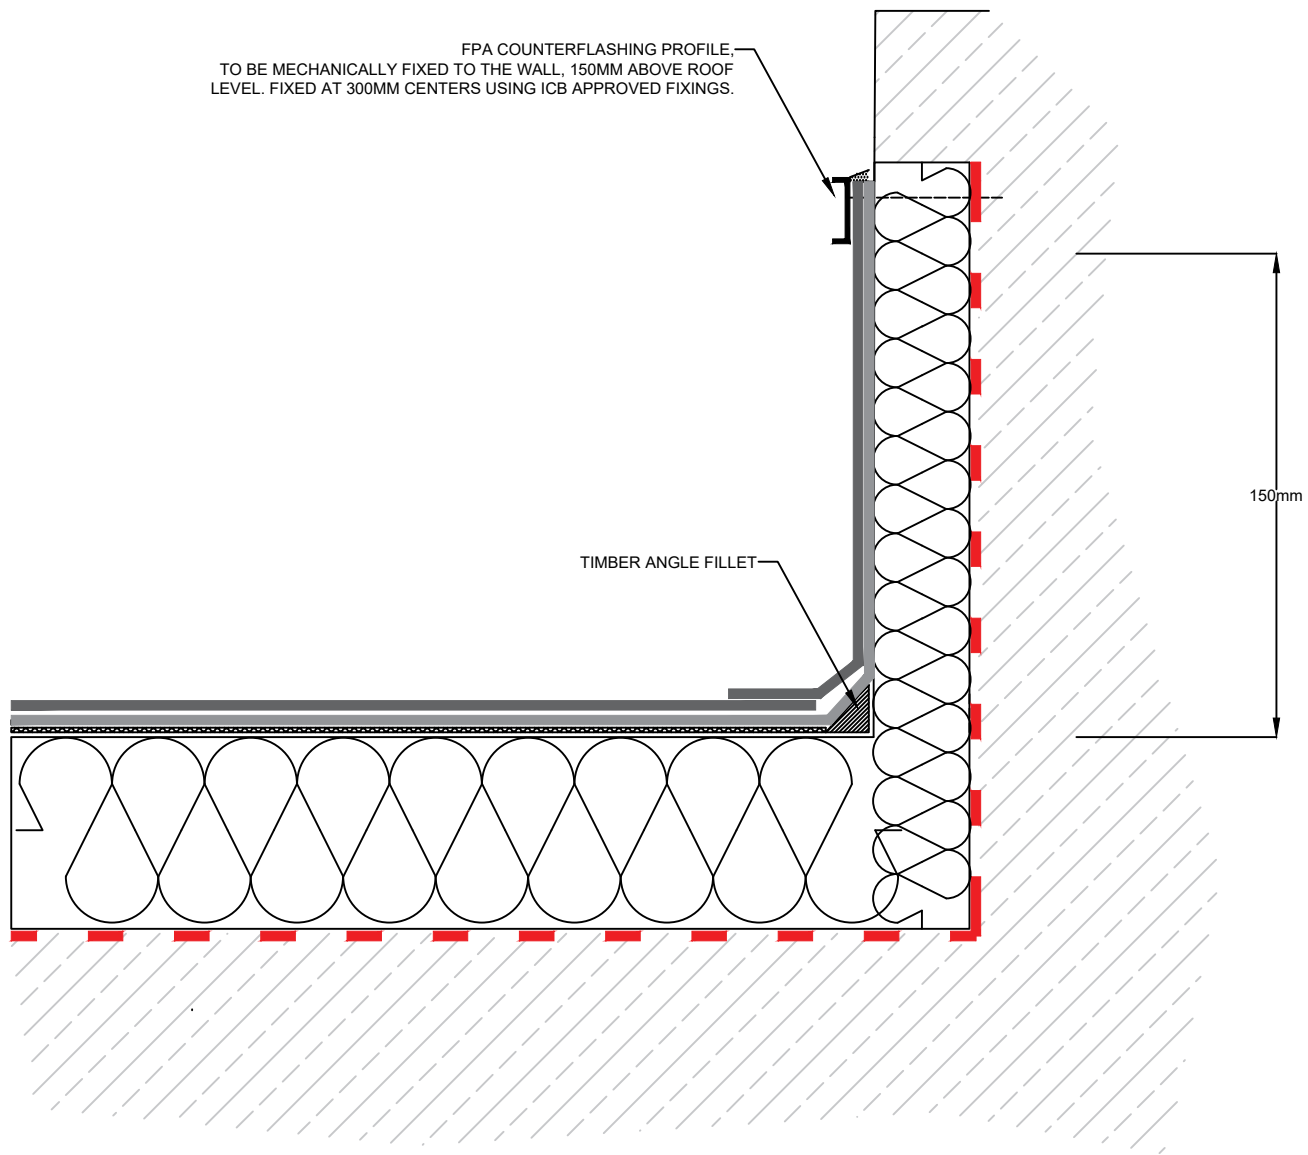 FPA COUNTERFLASHING PROFILE,
TO BE MECHANICALLY FIXED TO THE WALL, 150MM ABOVE ROOF
LEVEL. FIXED AT 300MM CENTERS USING ICB APPROVED FIXINGS.
150mm
TIMBER ANGLE FILLET